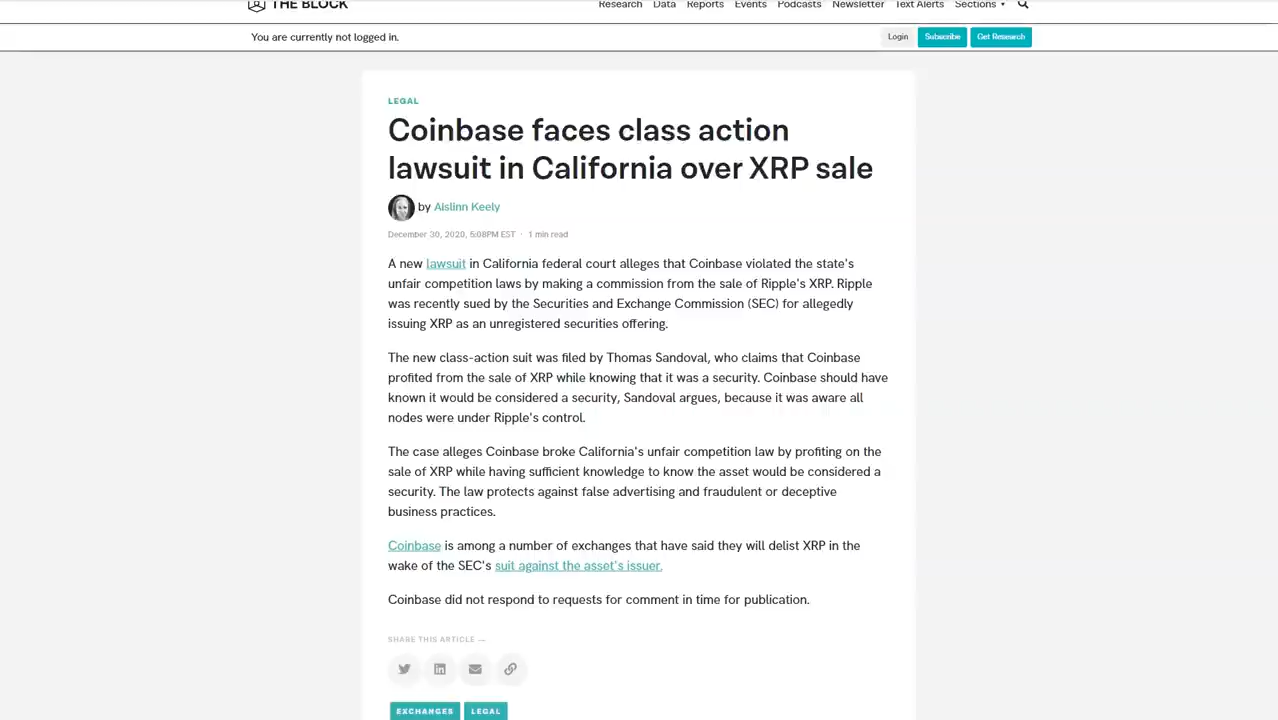 THE BLOCK
Research Data Reports Events Podcasts Newsletter Text Alerts Sections
You are currently not logged in.
Login Subscribe Get Research
LEGAL
Coinbase faces class action
lawsuit in California over XRP sale
by Aislinn Keely
December 30, 2020, 5:08PM EST · 1 min read
A new lawsuit in California federal court alleges that Coinbase violated the state's
unfair competition laws by making a commission from the sale of Ripple's XRP. Ripple
was recently sued by the Securities and Exchange Commission (SEC) for allegedly
issuing XRP as an unregistered securities offering.
The new class-action suit was filed by Thomas Sandoval, who claims that Coinbase
profited from the sale of XRP while knowing that it was a security. Coinbase should have
known it would be considered a security, Sandoval argues, because it was aware all
nodes were under Ripple's control.
The case alleges Coinbase broke California's unfair competition law by profiting on the
sale of XRP while having sufficient knowledge to know the asset would be considered a
security. The law protects against false advertising and fraudulent or deceptive
business practices.
Coinbase is among a number of exchanges that have said they will delist XRP in the
wake of the SEC's suit against the asset's issuer.
Coinbase did not respond to requests for comment in time for publication.
SHARE THIS ARTICLE —
EXCHANGES LEGAL